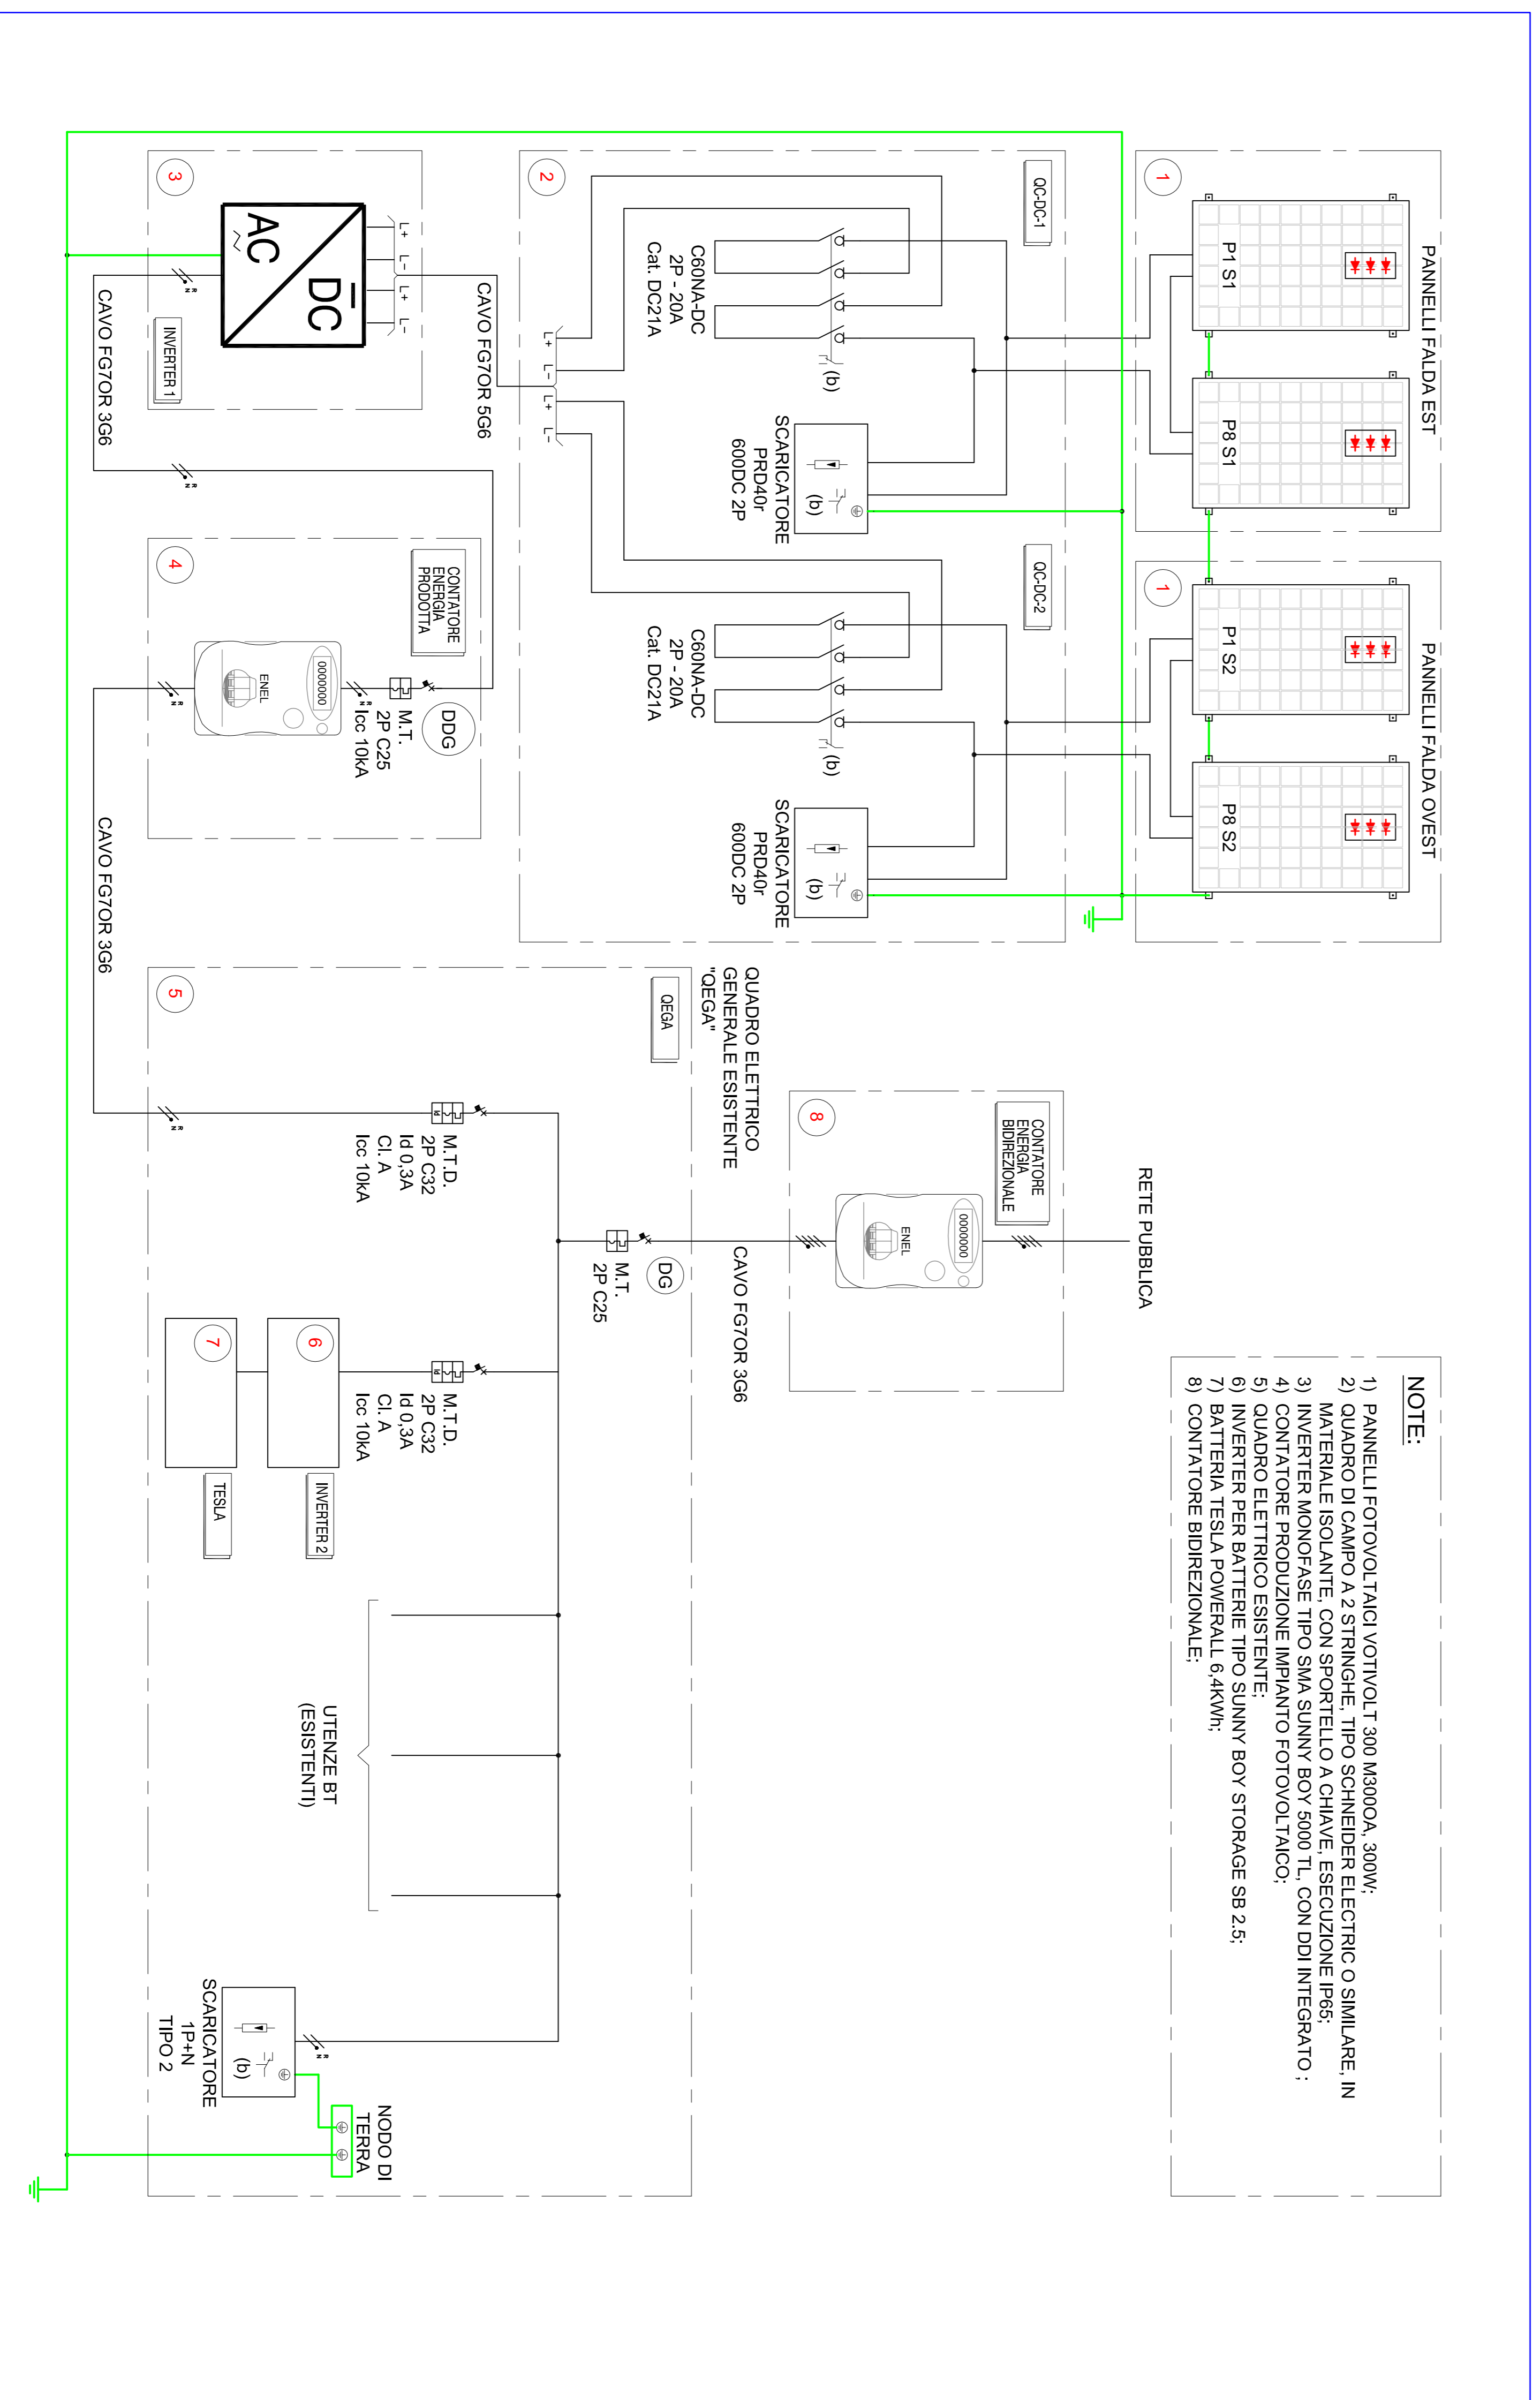 PANNELLI FALDA EST
1
P1 S1
P8 S1
PANNELLI FALDA OVEST
1
P1 S2
P8 S2
NOTE:
1) PANNELLI FOTOVOLTAICI VOTIVOLT 300 M300OA, 300W;
2) QUADRO DI CAMPO A 2 STRINGHE, TIPO SCHNEIDER ELECTRIC O SIMILARE, IN
MATERIALE ISOLANTE, CON SPORTELLO A CHIAVE, ESECUZIONE IP65;
3) INVERTER MONOFASE TIPO SMA SUNNY BOY 5000 TL, CON DDI INTEGRATO ;
4) CONTATORE PRODUZIONE IMPIANTO FOTOVOLTAICO;
5) QUADRO ELETTRICO ESISTENTE;
6) INVERTER PER BATTERIE TIPO SUNNY BOY STORAGE SB 2.5;
7) BATTERIA TESLA POWERALL 6,4KWh;
8) CONTATORE BIDIREZIONALE;
QC-DC-1
C60NA-DC
2P - 20A
Cat. DC21A
(b)
SCARICATORE
PRD40r
600DC 2P
(b)
QC-DC-2
C60NA-DC
2P - 20A
Cat. DC21A
(b)
SCARICATORE
PRD40r
600DC 2P
(b)
2
L+
L-
L+
L-
CAVO FG7OR 5G6
L+
L-
L+
L-
DC
AC
3
INVERTER 1
R
N
CAVO FG7OR 3G6
R
N
CONTATORE
ENERGIA
PRODOTTA
DDG
M.T.
2P C25
Icc 10kA
R
N
0000000
ENEL
4
R
N
CAVO FG7OR 3G6
RETE PUBBLICA
CONTATORE
ENERGIA
BIDIREZIONALE
0000000
ENEL
8
CAVO FG7OR 3G6
QUADRO ELETTRICO
GENERALE ESISTENTE
"QEGA"
QEGA
DG
M.T.
2P C25
M.T.D.
2P C32
Id 0,3A
Cl. A
Icc 10kA
R
N
M.T.D.
2P C32
Id 0,3A
Cl. A
Icc 10kA
6
INVERTER 2
7
TESLA
5
UTENZE BT
(ESISTENTI)
R
N
(b)
SCARICATORE
1P+N
TIPO 2
NODO DI
TERRA